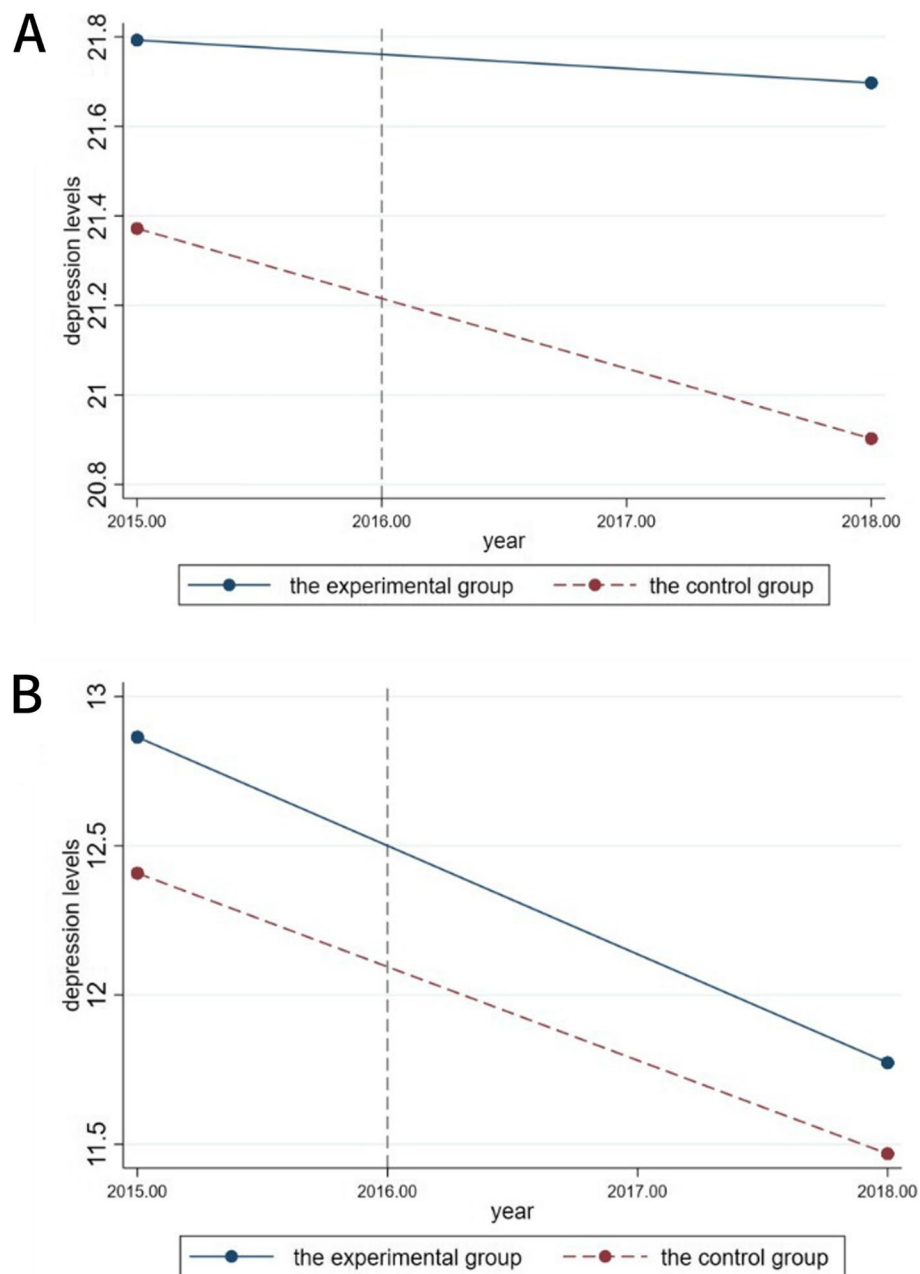 A
21.8
21.6
21.4
21.2
21
20.8
depression levels
2015.00 2016.00 2017.00 2018.00
year
the experimental group the control group
B
13
12.5
12
11.5
depression levels
2015.00 2016.00 2017.00 2018.00
year
the experimental group the control group